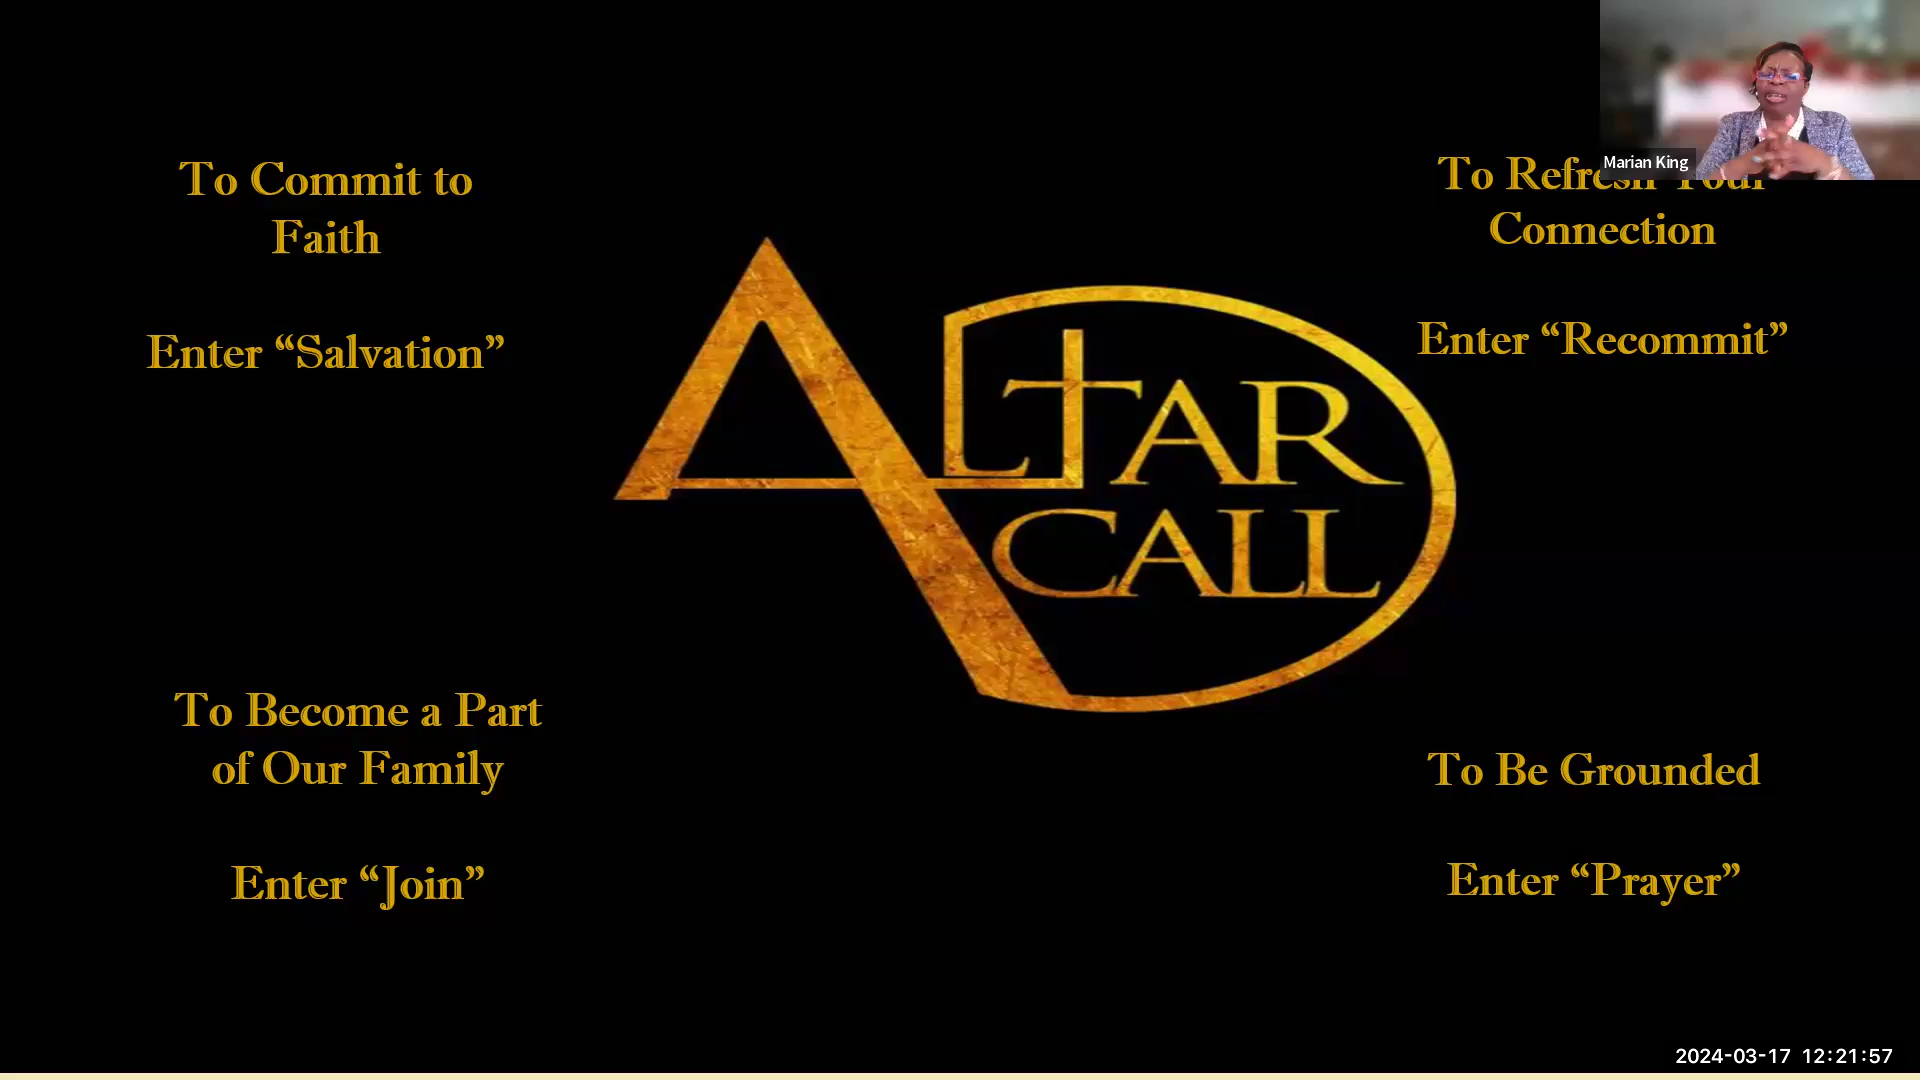 To Commit to
Faith
Enter “Salvation”
To Refresh Your
Connection
Enter “Recommit”
Marian King
ALTAR
CALL
To Become a Part
of Our Family
Enter “Join”
To Be Grounded
Enter “Prayer”
2024-03-17 12:21:57